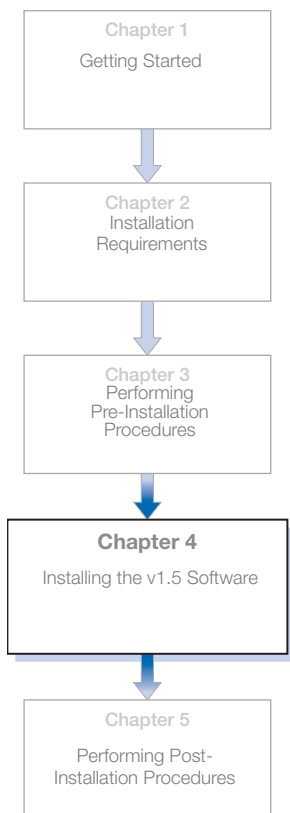 Chapter 1
Getting Started
Chapter 2
Installation
Requirements
Chapter 3
Performing
Pre-Installation
Procedures
Chapter 4
Installing the v1.5 Software
Chapter 5
Performing Post-
Installation Procedures